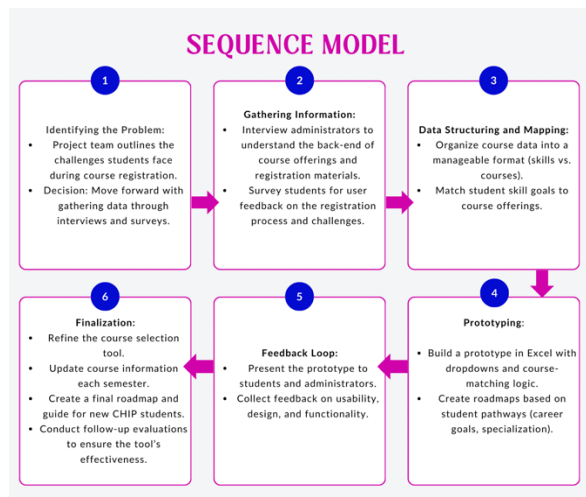 SEQUENCE MODEL
1
Identifying the Problem:
• Project team outlines the
challenges students face
during course registration.
• Decision: Move forward with
gathering data through
interviews and surveys.
2
Gathering Information:
• Interview administrators to
understand the back-end of
course offerings and
registration materials.
• Survey students for user
feedback on the registration
process and challenges.
3
Data Structuring and Mapping:
• Organize course data into a
manageable format (skills vs.
courses).
• Match student skill goals to
course offerings.
4
Prototyping:
• Build a prototype in Excel with
dropdowns and course-
matching logic.
• Create roadmaps based on
student pathways (career
goals, specialization).
5
Feedback Loop:
• Present the prototype to
students and administrators.
• Collect feedback on usability,
design, and functionality.
6
Finalization:
• Refine the course selection
tool.
• Update course information
each semester.
• Create a final roadmap and
guide for new CHIP students.
• Conduct follow-up evaluations
to ensure the tool's
effectiveness.